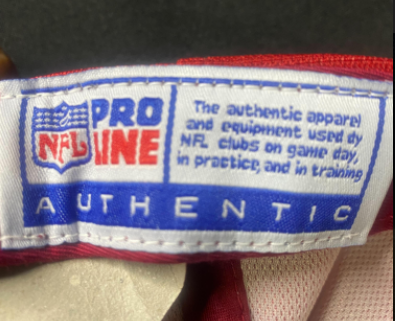 NFL
PRO
LINE
The authentic apparel
and equipment used by
NFL clubs on game day,
in practice, and in training
AUTHENTIC